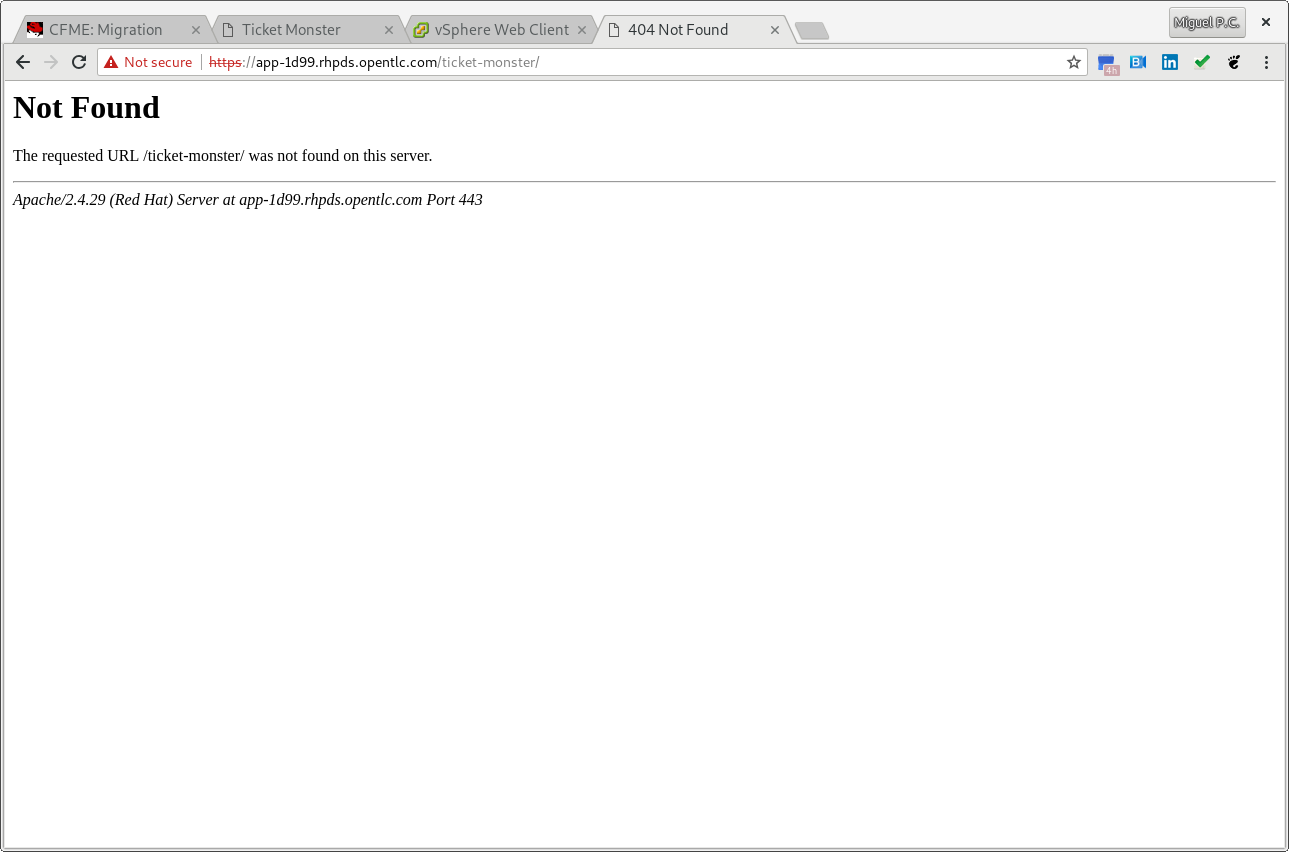 CFME: Migration
Ticket Monster
vSphere Web Client
404 Not Found
Miguel P.C.
Not secure
https://app-1d99.rhpds.opentlc.com/ticket-monster/
4h
B
in
Not Found
The requested URL /ticket-monster/ was not found on this server.
Apache/2.4.29 (Red Hat) Server at app-1d99.rhpds.opentlc.com Port 443